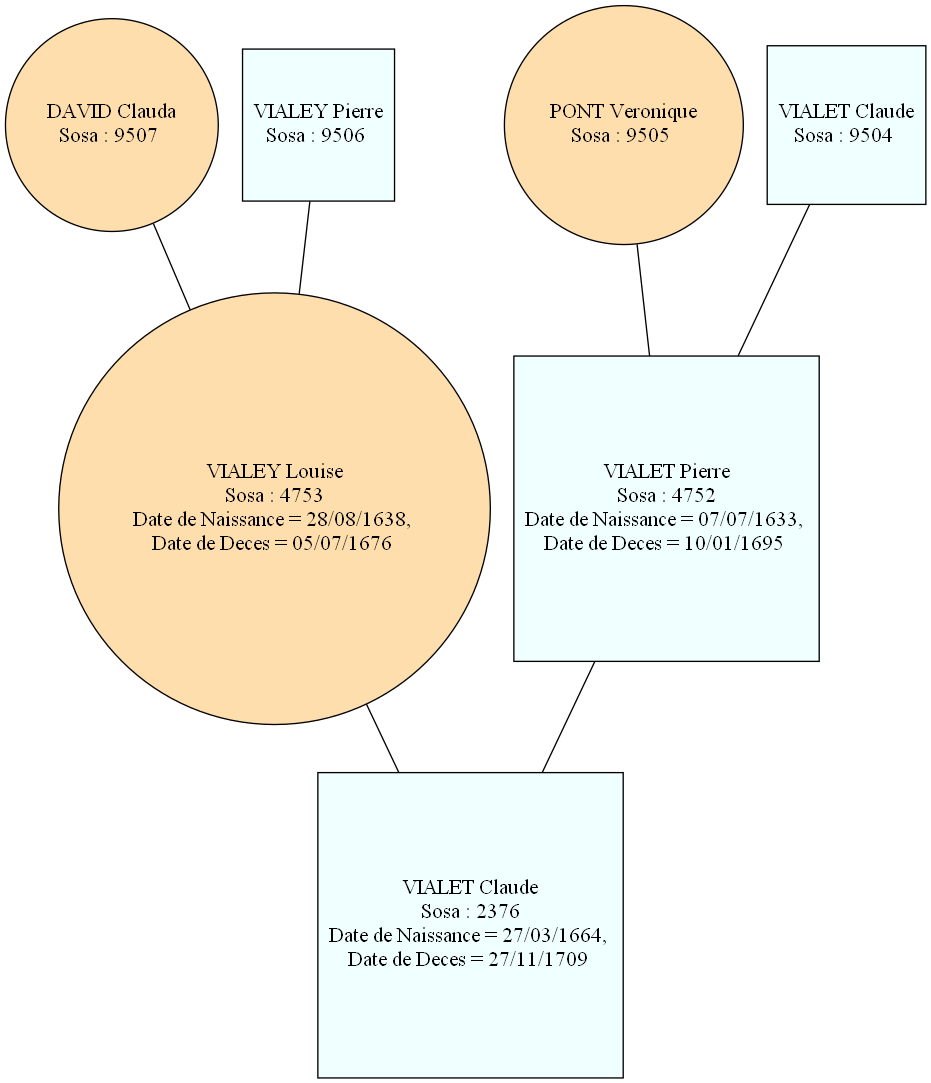 DAVID Clauda
Sosa : 9507
VIALEY Pierre
Sosa : 9506
PONT Veronique
Sosa : 9505
VIALET Claude
Sosa : 9504
VIALEY Louise
Sosa : 4753
Date de Naissance = 28/08/1638,
Date de Deces = 05/07/1676
VIALET Pierre
Sosa : 4752
Date de Naissance = 07/07/1633,
Date de Deces = 10/01/1695
VIALET Claude
Sosa : 2376
Date de Naissance = 27/03/1664,
Date de Deces = 27/11/1709